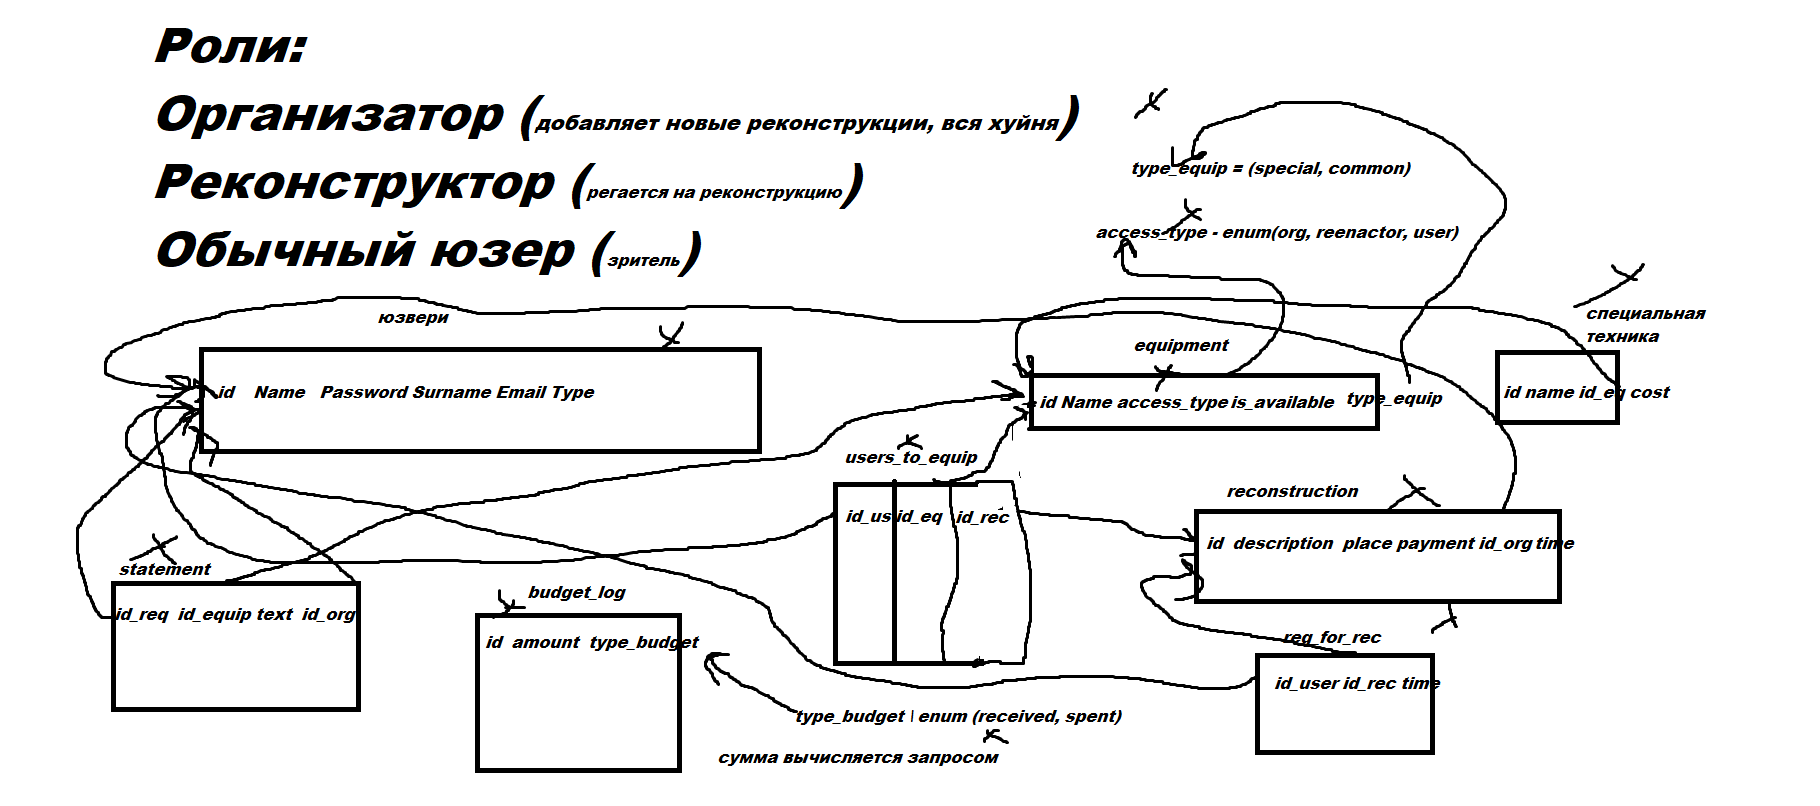 Роли:
Организатор (добавляет новые реконструкции, вся хуйня)
Реконструктор (регается на реконструкцию)
Обычный юзер (зритель)
type_equip = (special, common)
access_type - enum(org, reenactor, user)
юзвери
id Name Password Surname Email Type
equipment
id Name access_type is_available type_equip
специальная
техника
id name id_eq cost
users_to_equip
id_us id_eq id_rec
reconstruction
id description place payment id_org time
statement
id_req id_equip text id_org
budget_log
id amount type_budget
type_budget | enum (received, spent)
сумма вычисляется запросом
req_for_rec
id_user id_rec time